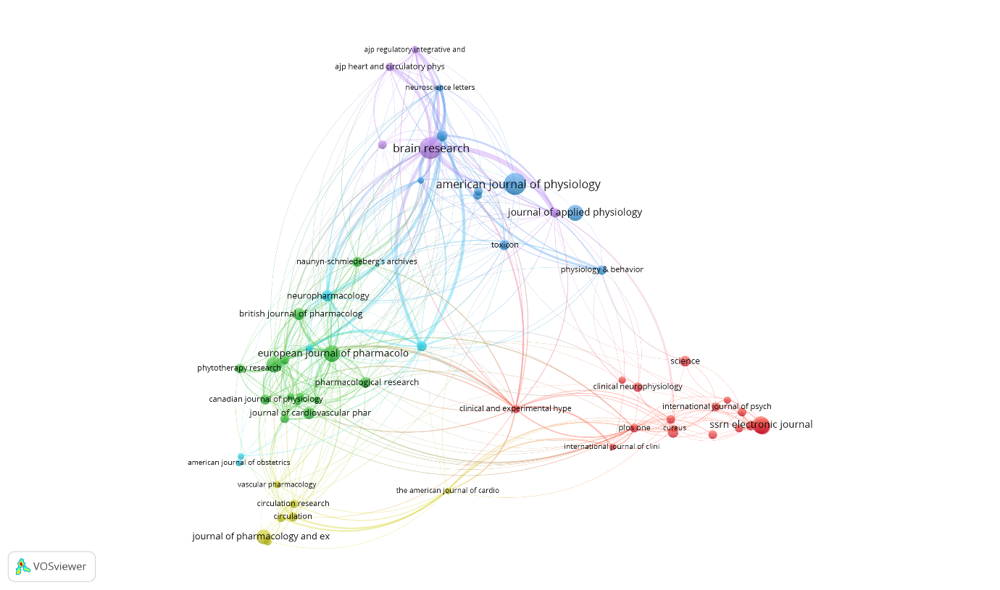 ajp regulatory integrative and
ajp heart and circulatory phys
neuroscience letters
brain research
american journal of physiology
journal of applied physiology
toxicon
naunyn-schmiedeberg's archives
physiology & behavior
neuropharmacology
british journal of pharmacolog
european journal of pharmacolo
science
phytotherapy research
pharmacological research
clinical neurophysiology
canadian journal of physiology
international journal of psych
clinical and experimental hype
journal of cardiovascular phar
ssrn electronic journal
plos one
cureus
international journal of clini
american journal of obstetrics
vascular pharmacology
the american journal of cardio
circulation research
circulation
journal of pharmacology and ex
VOSviewer